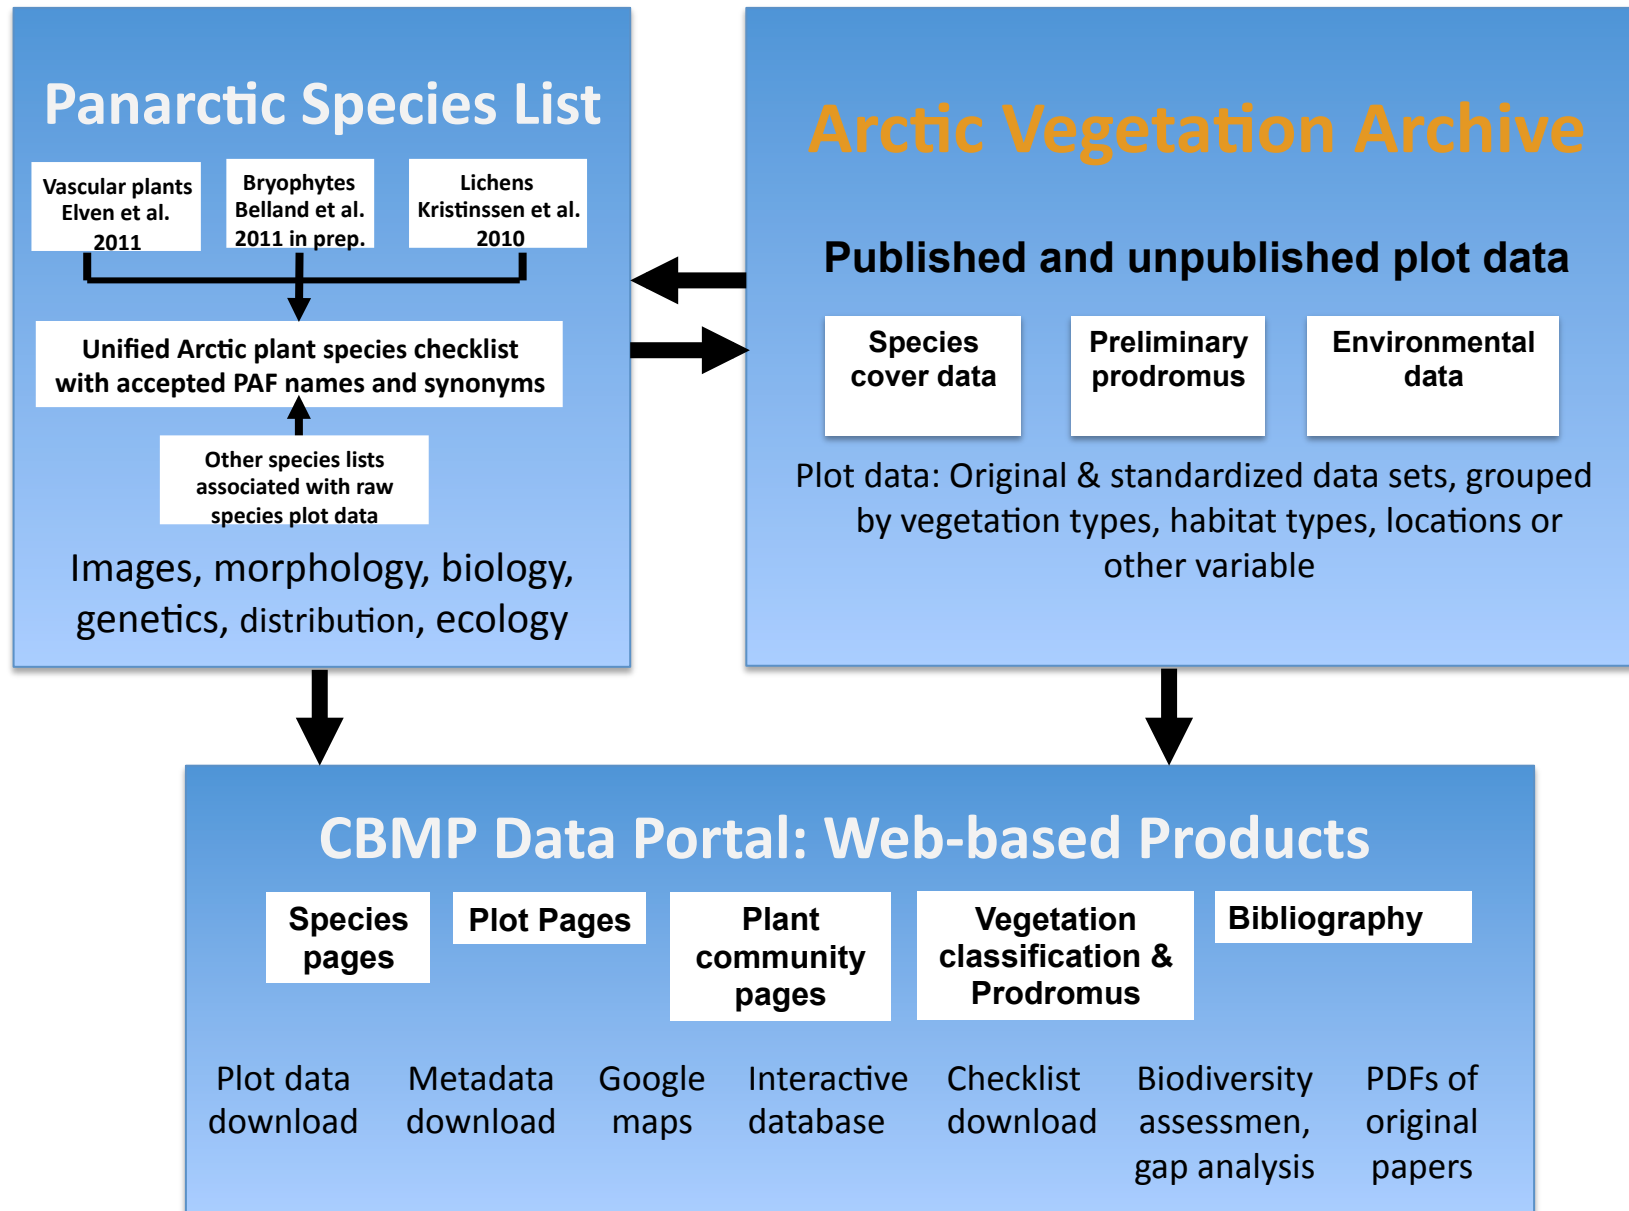 Panarctic Species List
Vascular plants
Elven et al.
2011
Bryophytes
Belland et al.
2011 in prep.
Lichens
Kristinssen et al.
2010
Unified Arctic plant species checklist
with accepted PAF names and synonyms
Other species lists
associated with raw
species plot data
Images, morphology, biology,
genetics, distribution, ecology
Arctic Vegetation Archive
Published and unpublished plot data
Species
cover data
Preliminary
prodromus
Environmental
data
Plot data: Original & standardized data sets, grouped
by vegetation types, habitat types, locations or
other variable
CBMP Data Portal: Web-based Products
Species
pages
Plot Pages
Plant
community
pages
Vegetation
classification &
Prodromus
Bibliography
Plot data
download
Metadata
download
Google
maps
Interactive
database
Checklist
download
Biodiversity
assessmen,
gap analysis
PDFs of
original
papers